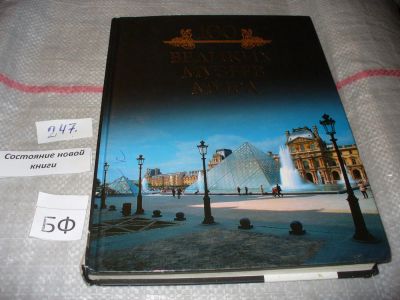 100
ВЕЛИКИХ
МУЗЕЕВ
МИРА
247.
Состояние новой
книги
БФ